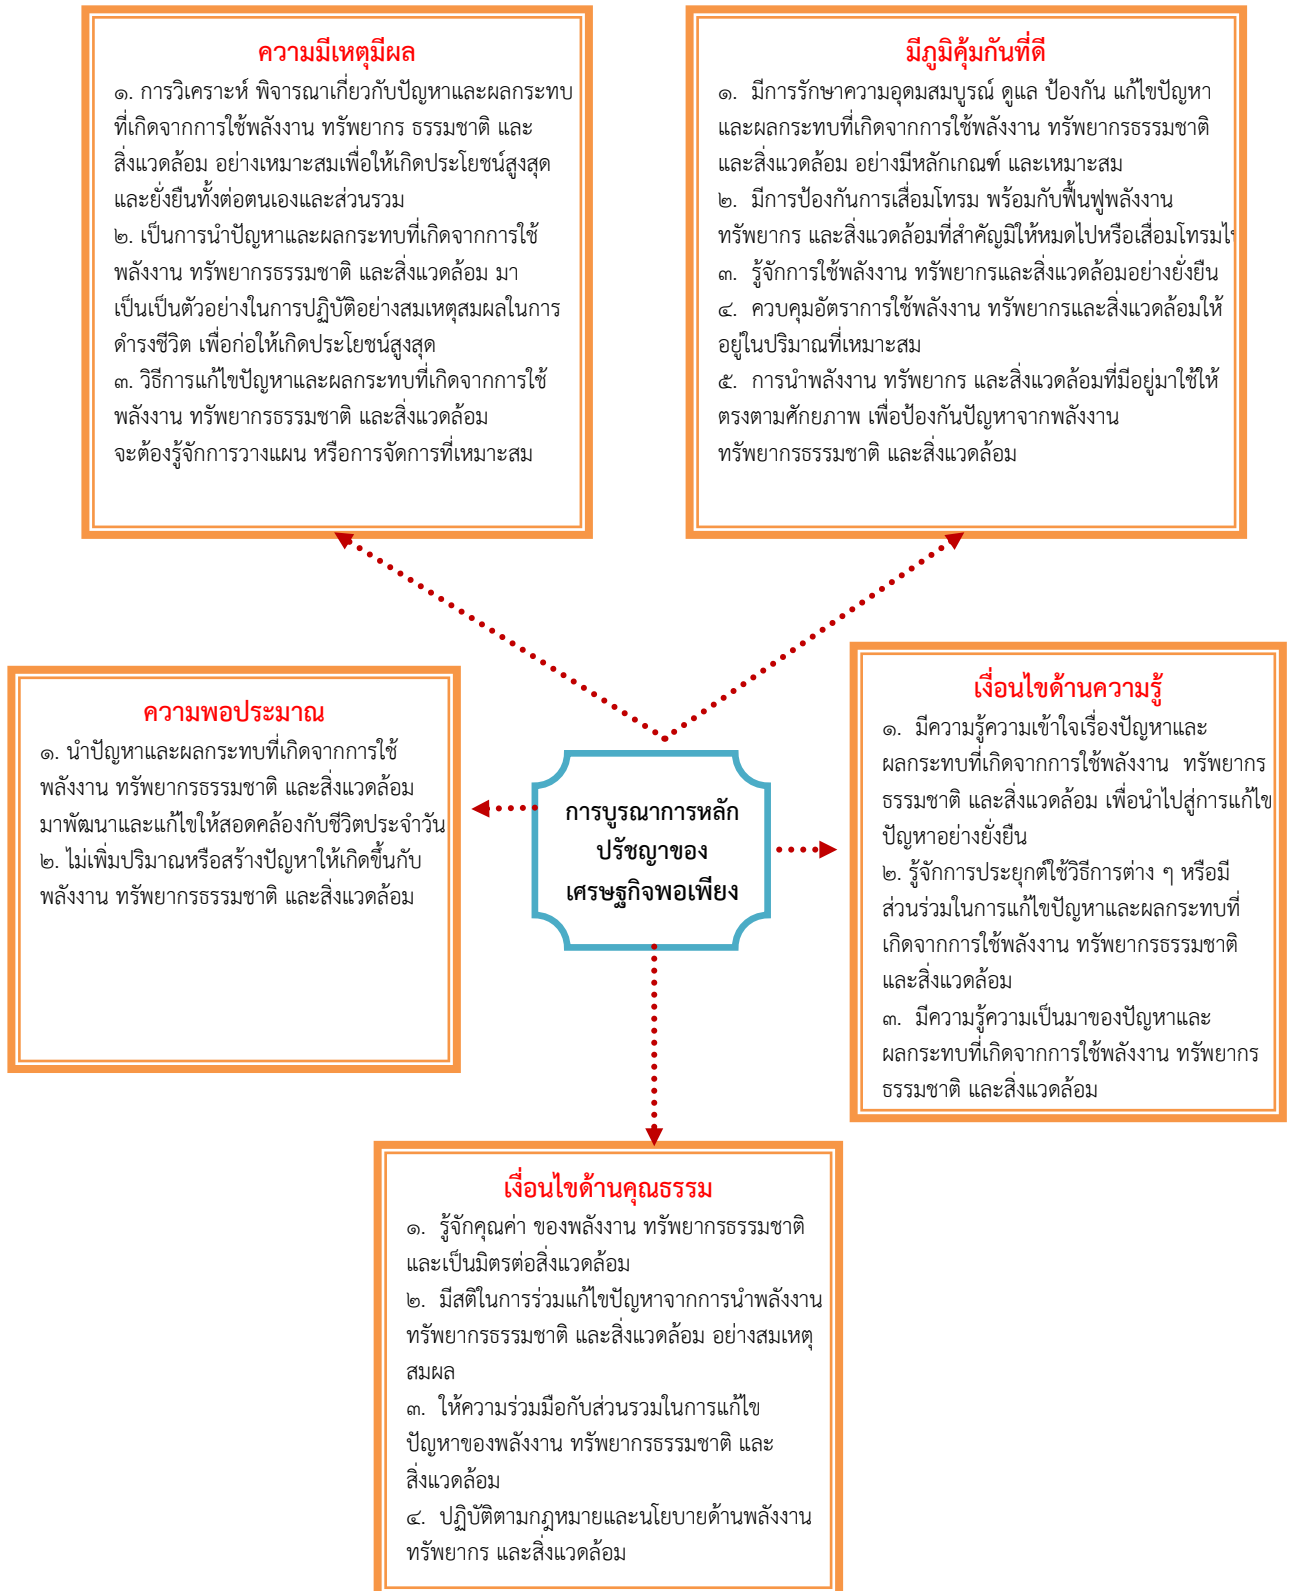 ความมีเหตุมีผล
๑. การวิเคราะห์ พิจารณาเกี่ยวกับปัญหาและผลกระทบ
ที่เกิดจากการใช้พลังงาน ทรัพยากร ธรรมชาติ และ
สิ่งแวดล้อม อย่างเหมาะสมเพื่อให้เกิดประโยชน์สูงสุด
และยั่งยืนทั้งต่อตนเองและส่วนรวม
๒. เป็นการนำปัญหาและผลกระทบที่เกิดจากการใช้
พลังงาน ทรัพยากรธรรมชาติ และสิ่งแวดล้อม มา
เป็นเป็นตัวอย่างในการปฏิบัติอย่างสมเหตุสมผลในการ
ดำรงชีวิต เพื่อก่อให้เกิดประโยชน์สูงสุด
๓. วิธีการแก้ไขปัญหาและผลกระทบที่เกิดจากการใช้
พลังงาน ทรัพยากรธรรมชาติ และสิ่งแวดล้อม
จะต้องรู้จักการวางแผน หรือการจัดการที่เหมาะสม
มีภูมิคุ้มกันที่ดี
๑. มีการรักษาความอุดมสมบูรณ์ ดูแล ป้องกัน แก้ไขปัญหา
และผลกระทบที่เกิดจากการใช้พลังงาน ทรัพยากรธรรมชาติ
และสิ่งแวดล้อม อย่างมีหลักเกณฑ์ และเหมาะสม
๒. มีการป้องกันการเสื่อมโทรม พร้อมกับฟื้นฟูพลังงาน
ทรัพยากร และสิ่งแวดล้อมที่สำคัญมิให้หมดไปหรือเสื่อมโทรม
๓. รู้จักการใช้พลังงาน ทรัพยากรและสิ่งแวดล้อมอย่างยั่งยืน
๔. ควบคุมอัตราการใช้พลังงาน ทรัพยากรและสิ่งแวดล้อมให้
อยู่ในปริมาณที่เหมาะสม
๕. การนำพลังงาน ทรัพยากร และสิ่งแวดล้อมที่มีอยู่มาใช้ให้
ตรงตามศักยภาพ เพื่อป้องกันปัญหาจากพลังงาน
ทรัพยากรธรรมชาติ และสิ่งแวดล้อม
ความพอประมาณ
๑. นำปัญหาและผลกระทบที่เกิดจากการใช้
พลังงาน ทรัพยากรธรรมชาติ และสิ่งแวดล้อม
มาพัฒนาและแก้ไขให้สอดคล้องกับชีวิตประจำวัน
๒. ไม่เพิ่มปริมาณหรือสร้างปัญหาให้เกิดขึ้นกับ
พลังงาน ทรัพยากรธรรมชาติ และสิ่งแวดล้อม
การบูรณาการหลัก
ปรัชญาของ
เศรษฐกิจพอเพียง
เงื่อนไขด้านความรู้
๑. มีความรู้ความเข้าใจเรื่องปัญหาและ
ผลกระทบที่เกิดจากการใช้พลังงาน ทรัพยากร
ธรรมชาติ และสิ่งแวดล้อม เพื่อนำไปสู่การแก้ไข
ปัญหาอย่างยั่งยืน
๒. รู้จักการประยุกต์ใช้วิธีการต่าง ๆ หรือมี
ส่วนร่วมในการแก้ไขปัญหาและผลกระทบที่
เกิดจากการใช้พลังงาน ทรัพยากรธรรมชาติ
และสิ่งแวดล้อม
๓. มีความรู้ความเป็นมาของปัญหาและ
ผลกระทบที่เกิดจากการใช้พลังงาน ทรัพยากร
ธรรมชาติ และสิ่งแวดล้อม
เงื่อนไขด้านคุณธรรม
๑. รู้จักคุณค่า ของพลังงาน ทรัพยากรธรรมชาติ
และเป็นมิตรต่อสิ่งแวดล้อม
๒. มีสติในการร่วมแก้ไขปัญหาจากการนำพลังงาน
ทรัพยากรธรรมชาติ และสิ่งแวดล้อม อย่างสมเหตุ
สมผล
๓. ให้ความร่วมมือกับส่วนรวมในการแก้ไข
ปัญหาของพลังงาน ทรัพยากรธรรมชาติ และ
สิ่งแวดล้อม
๔. ปฏิบัติตามกฎหมายและนโยบายด้านพลังงาน
ทรัพยากร และสิ่งแวดล้อม